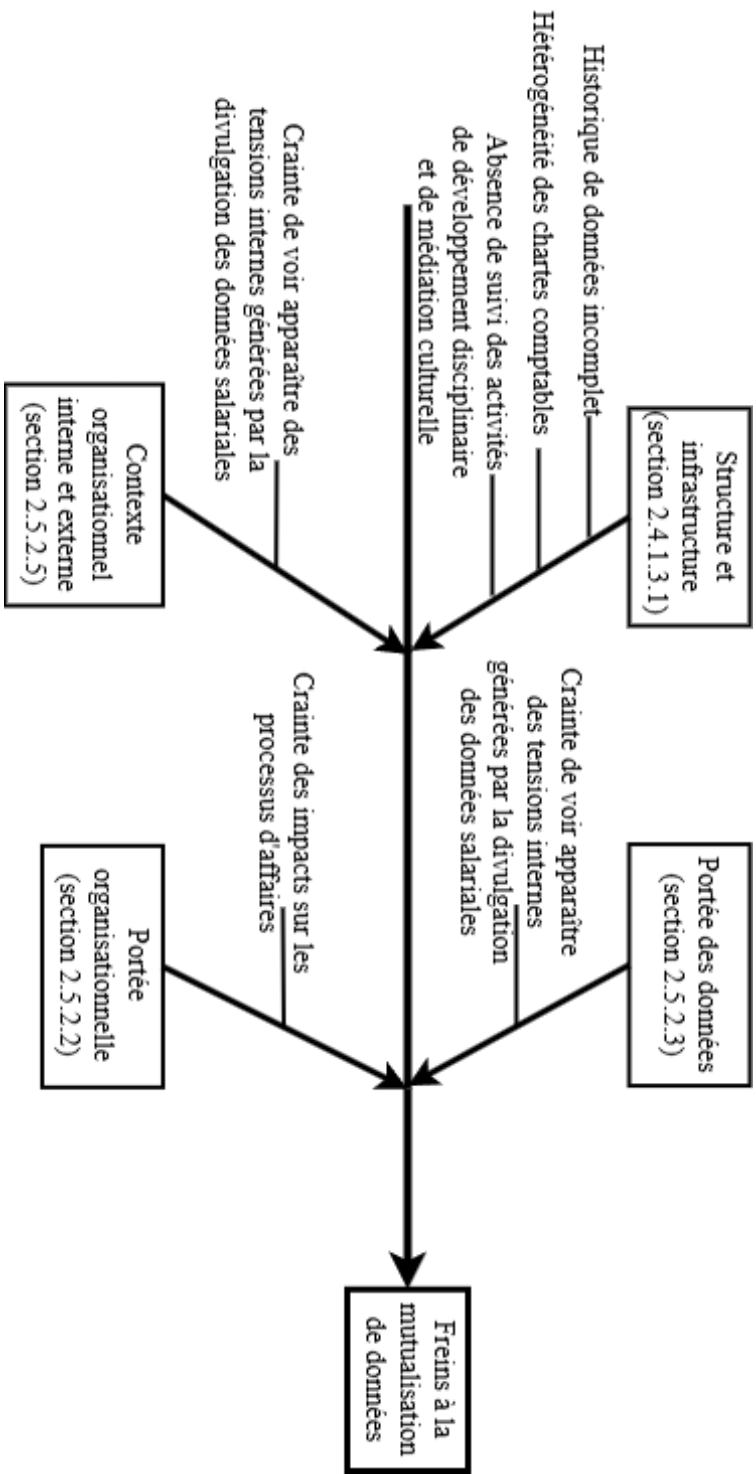 Structure et
infrastructure
(section 2.4.1.3.1)
Historique de données incomplet
Hétérogénéité des chartes comptables
Absence de suivi des activités
de développement disciplinaire
et de médiation culturelle
Portée des données
(section 2.5.2.3)
Crainte de voir apparaître
des tensions internes
générées par la divulgation
des données salariales
Crainte de voir apparaître des
tensions internes générées par la
divulgation des données salariales
Contexte
organisationnel
interne et externe
(section 2.5.2.5)
Crainte des impacts sur les
processus d'affaires
Portée
organisationnelle
(section 2.5.2.2)
Freins à la
mutualisation
de données